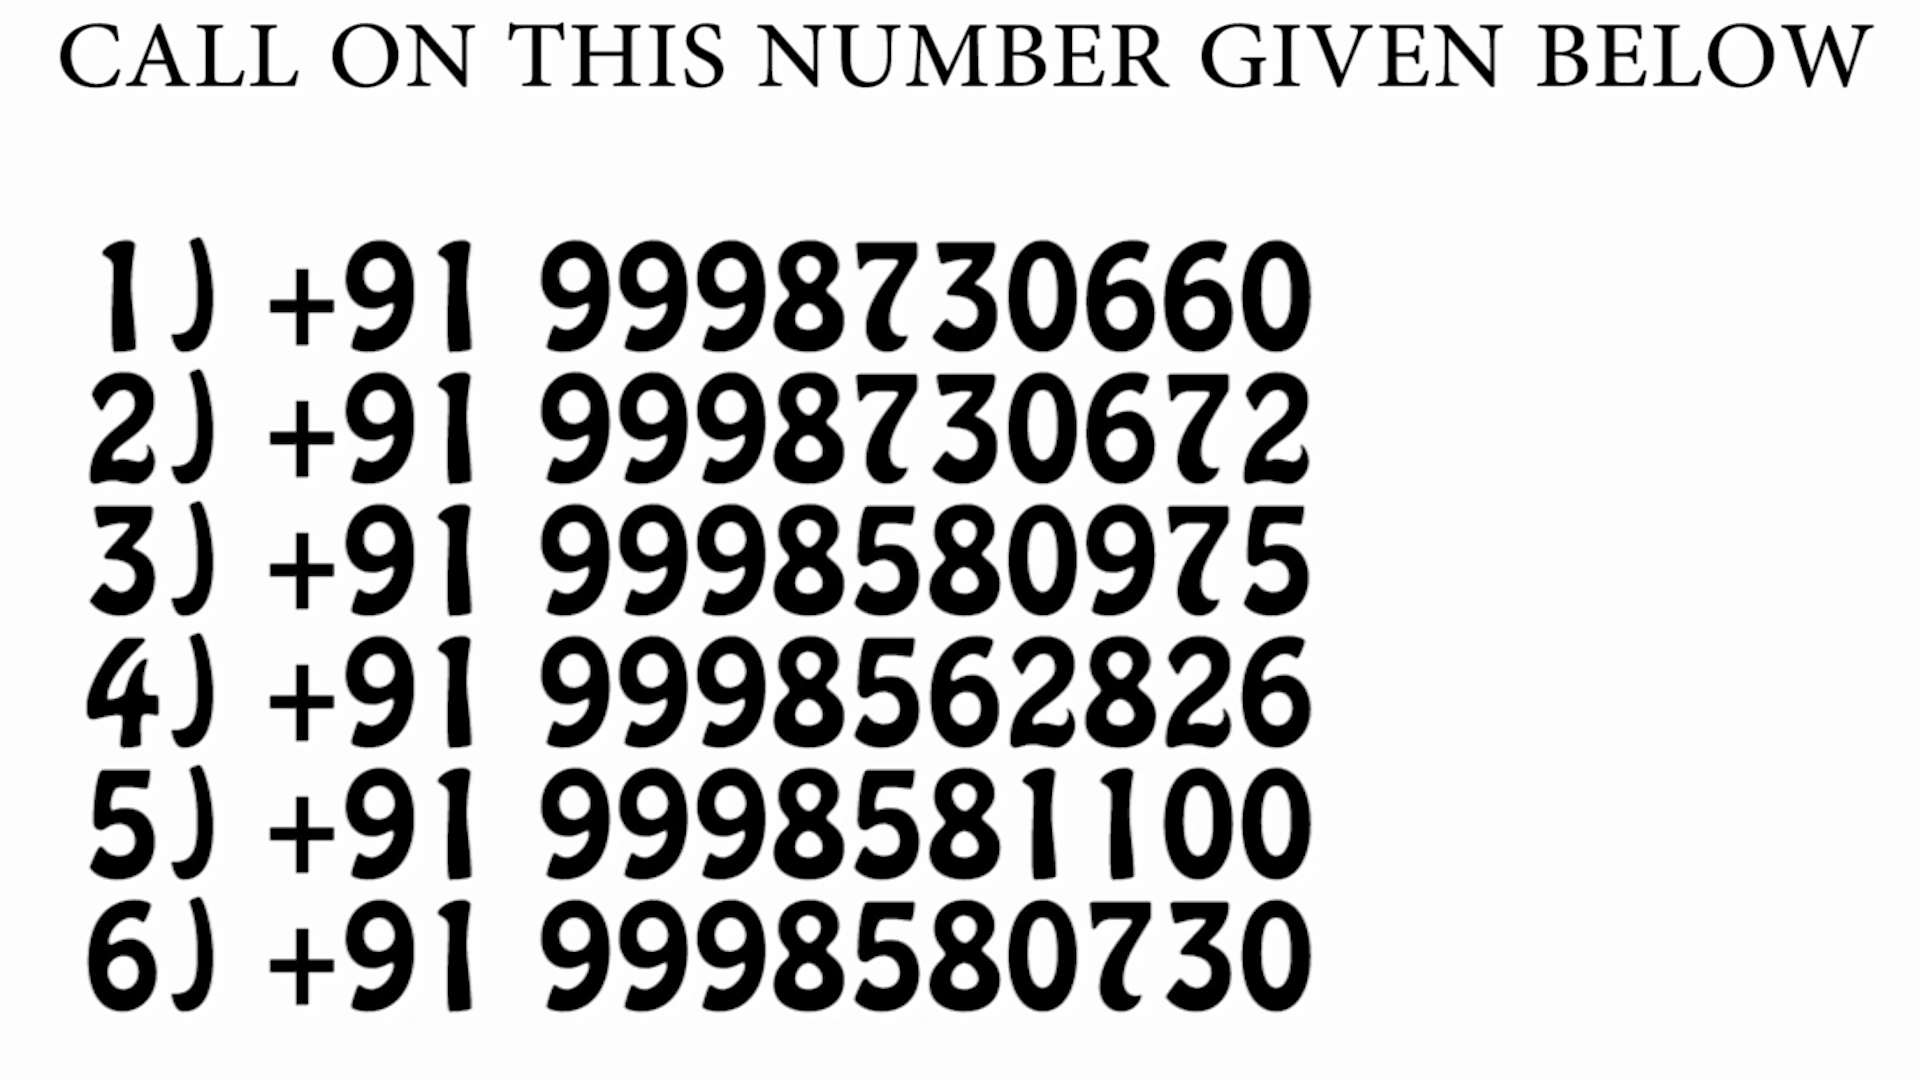 CALL ON THIS NUMBER GIVEN BELOW
1) +91 9998730660
2) +91 9998730672
3) +91 9998580975
4) +91 9998562826
5) +91 9998581100
6) +91 9998580730